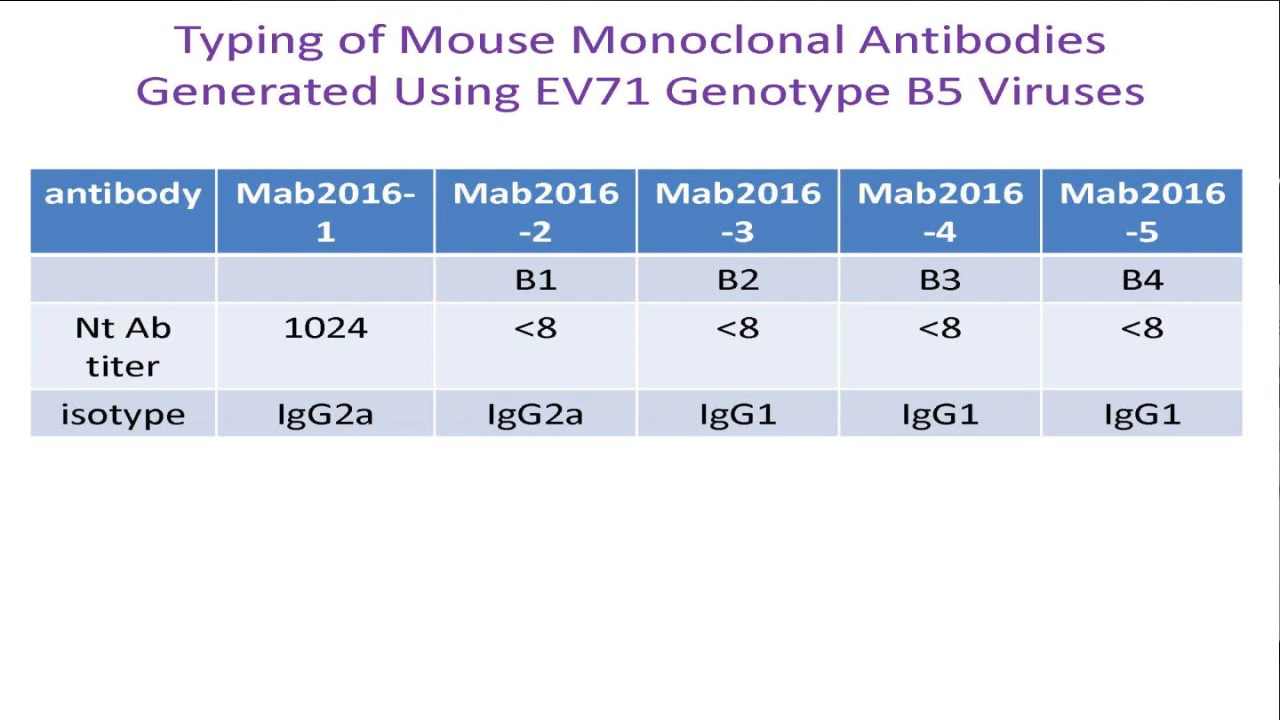 Typing of Mouse Monoclonal Antibodies
Generated Using EV71 Genotype B5 Viruses
antibody Mab2016-1 Mab2016-2 Mab2016-3 Mab2016-4 Mab2016-5
B1 B2 B3 B4
Nt Ab titer 1024 <8 <8 <8 <8
isotype IgG2a IgG2a IgG1 IgG1 IgG1